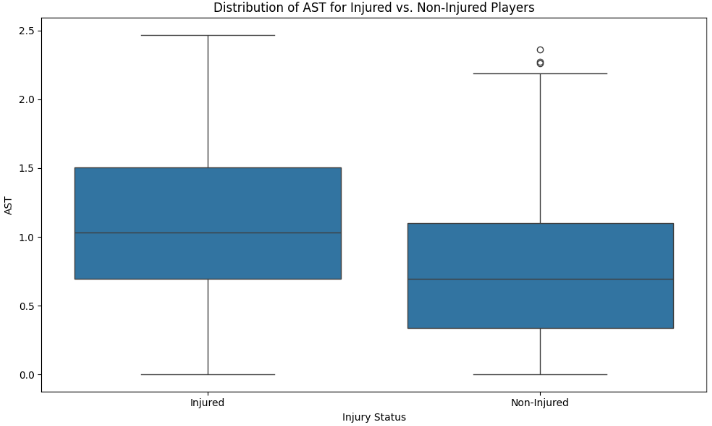 Distribution of AST for Injured vs. Non-Injured Players
2.5
2.0
1.5
1.0
0.5
0.0
AST
Injured
Non-Injured
Injury Status